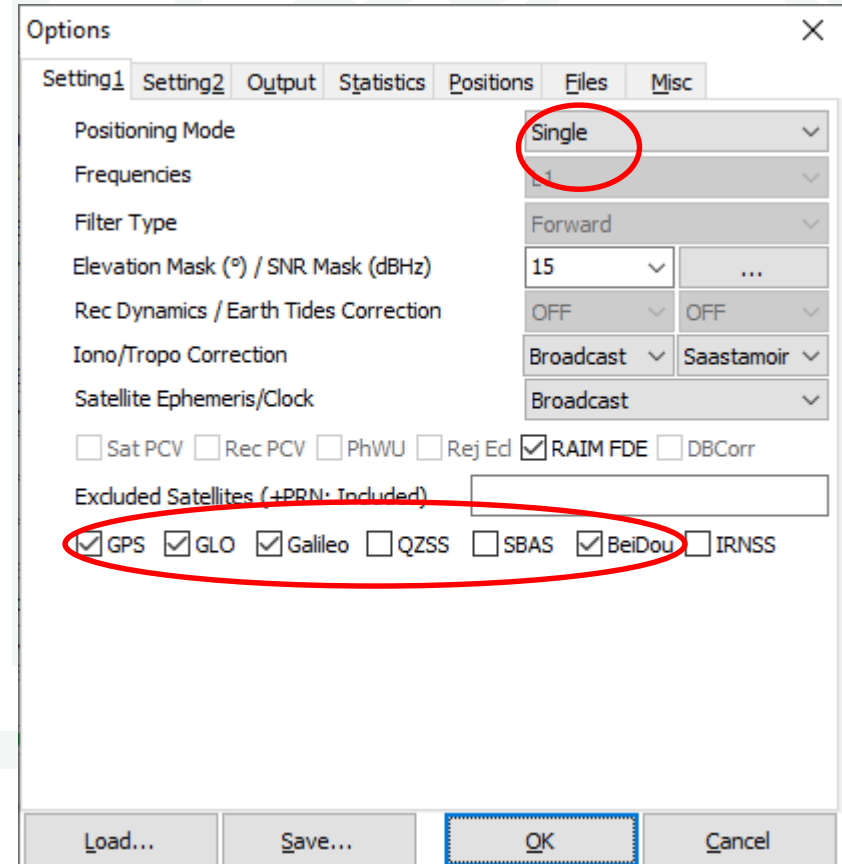 Options
Setting1 Setting2 Output Statistics Positions Files Misc
Positioning Mode Single
Frequencies L1
Filter Type Forward
Elevation Mask (°) / SNR Mask (dBHz) 15 ...
Rec Dynamics / Earth Tides Correction OFF OFF
Iono/Tropo Correction Broadcast Saastamoir
Satellite Ephemeris/Clock Broadcast
Sat PCV Rec PCV PhWU Rej Ecl RAIM FDE DBCorr
Excluded Satellites (+PRN: Included)
GPS GLO Galileo QZSS SBAS BeiDou IRNSS
Load... Save... OK Cancel